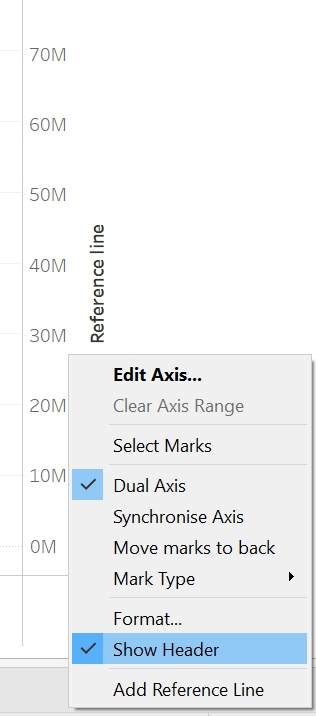 70M
60M
50M
40M
30M
20M
10M
0M
Reference line
Edit Axis...
Clear Axis Range
Select Marks
Dual Axis
Synchronise Axis
Move marks to back
Mark Type
Format...
Show Header
Add Reference Line